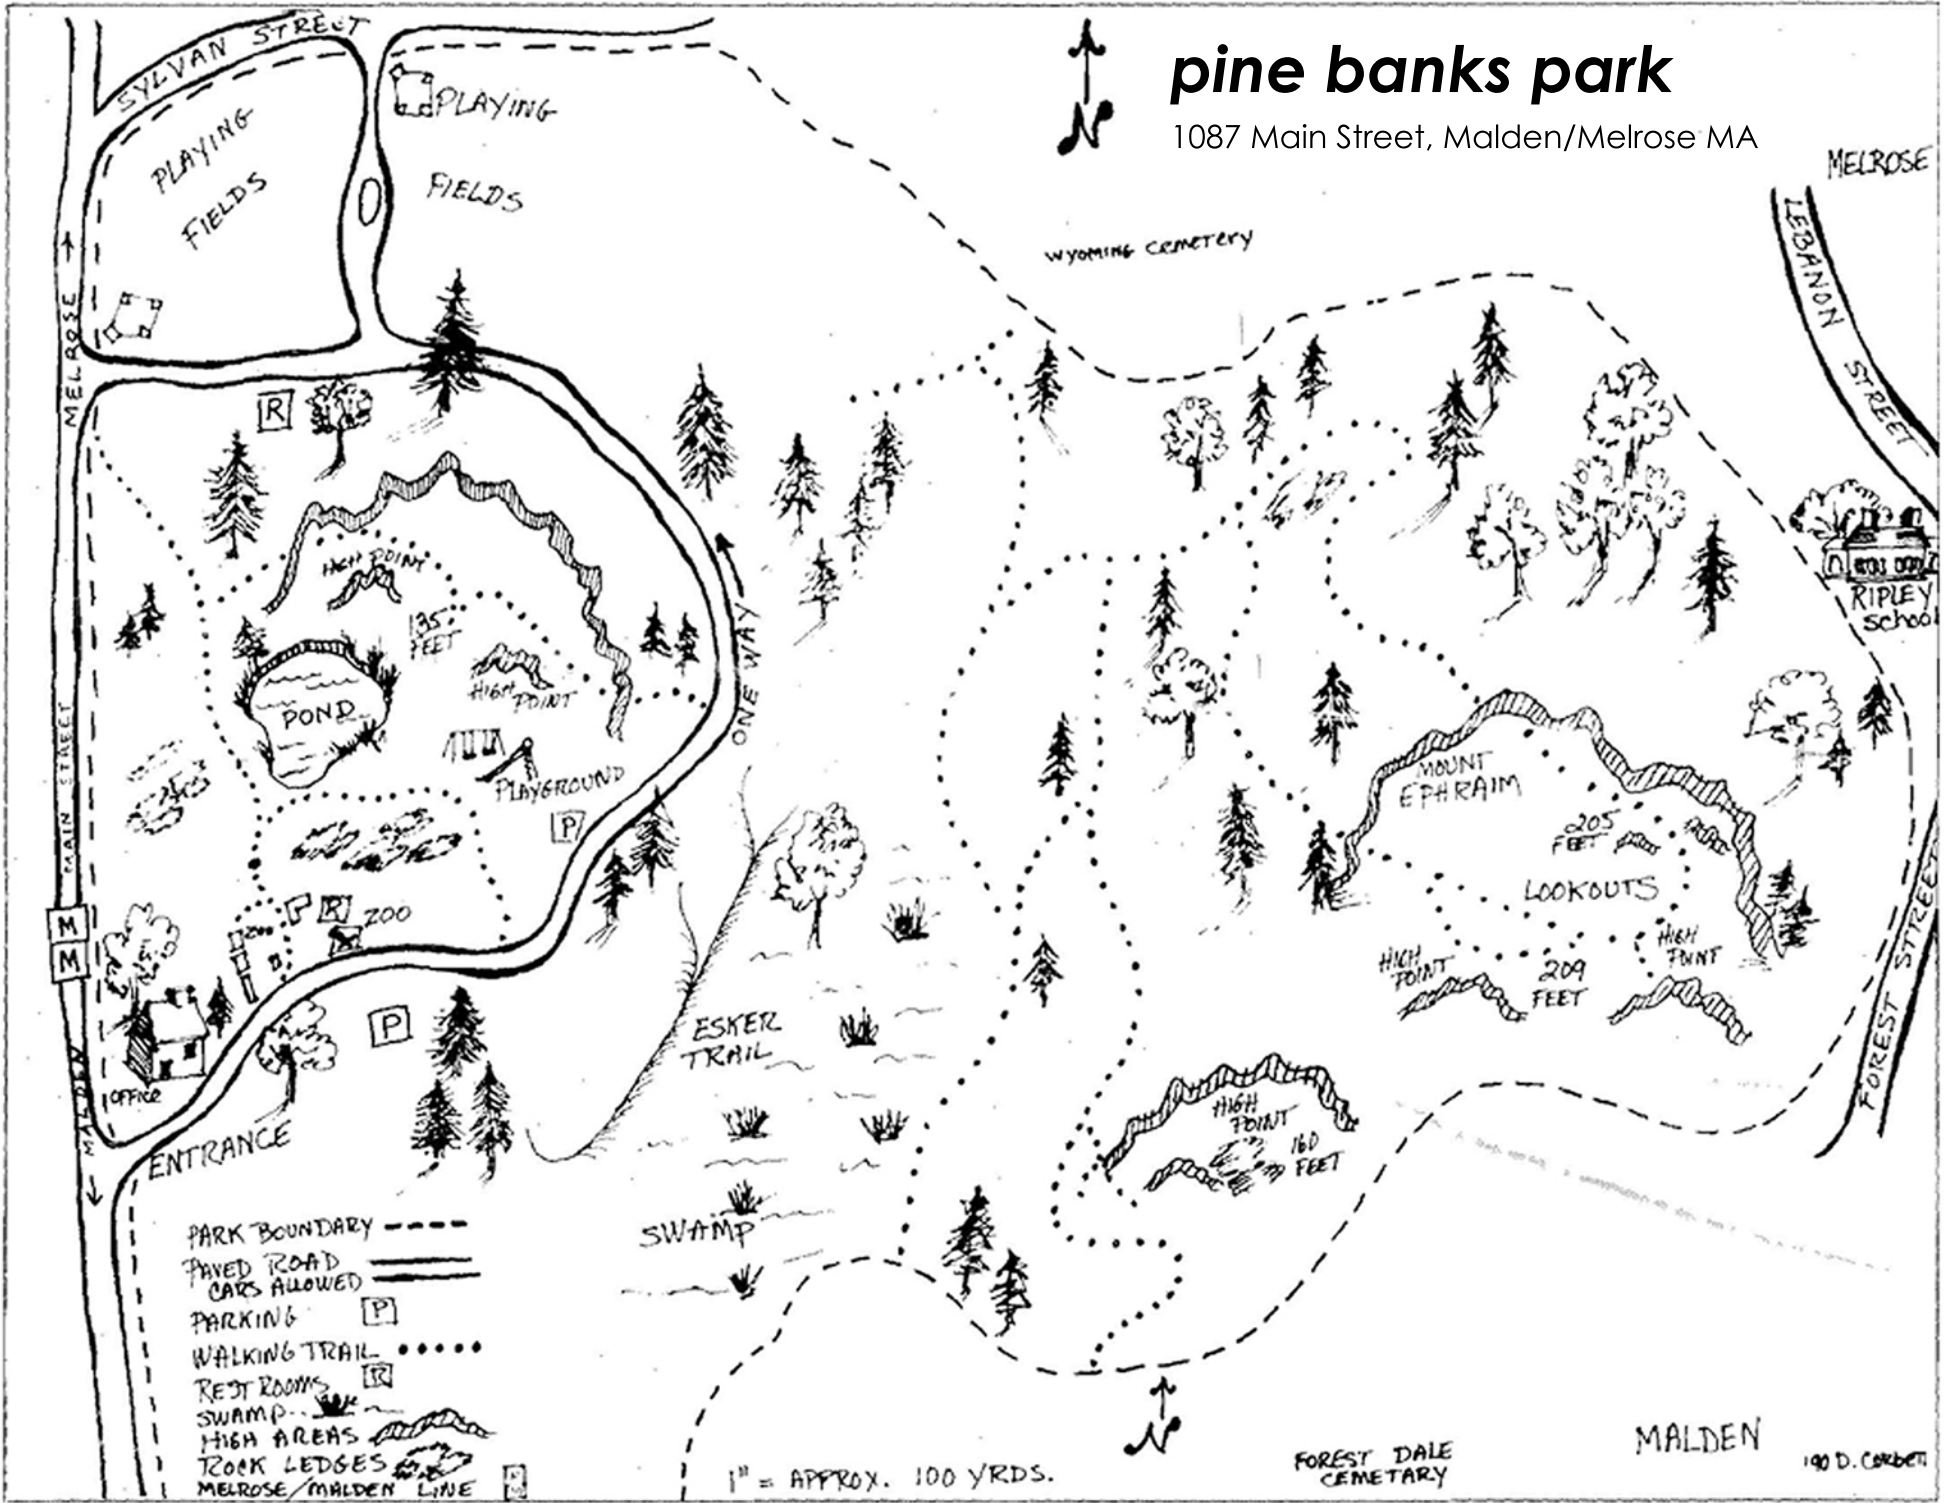 pine banks park
1087 Main Street, Malden/Melrose MA
N
SYLVAN STREET
PLAYING
FIELDS
PLAYING
FIELDS
MELROSE
WYOMING CEMETERY
MELROSE
LEBANON STREET
R
HIGH POINT
135
FEET
HIGH
POINT
POND
PLAYGROUND
P
ONE WAY
MAIN STREET
RIPLEY
School
MOUNT
EPHRAIM
205
FEET
LOOKOUTS
HIGH
POINT
209
FEET
HIGH
POINT
M
M
ZOO
R
ZOO
P
OFFICE
MALDEN
ENTRANCE
ESKER
TRAIL
SWAMP
HIGH
POINT
160
FEET
FOREST STREET
PARK BOUNDARY
PAVED ROAD
CARS ALLOWED
PARKING P
WALKING TRAIL
REST ROOMS R
SWAMP
HIGH AREAS
ROCK LEDGES
MELROSE/MALDEN LINE
1" = APPROX. 100 YRDS.
N
FOREST DALE
CEMETARY
MALDEN